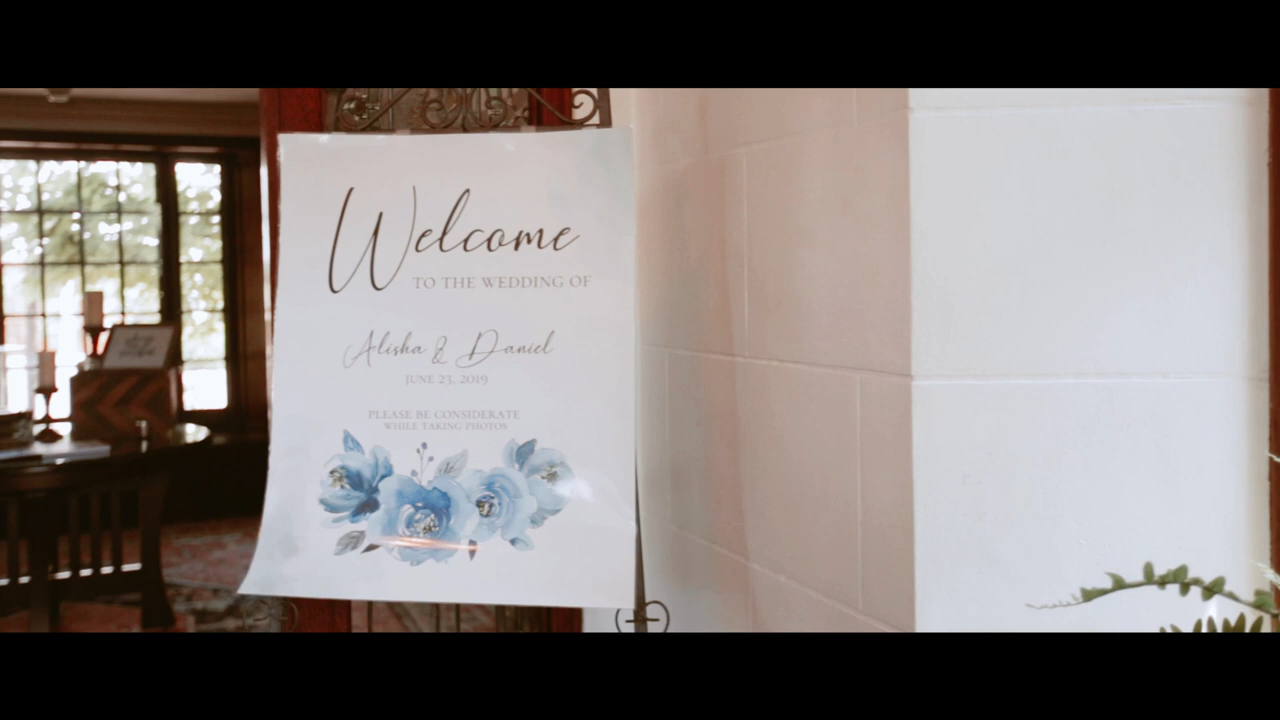 Welcome
TO THE WEDDING OF
Alisha & Daniel
JUNE 23, 2019
PLEASE BE CONSIDERATE
WHILE TAKING PHOTOS